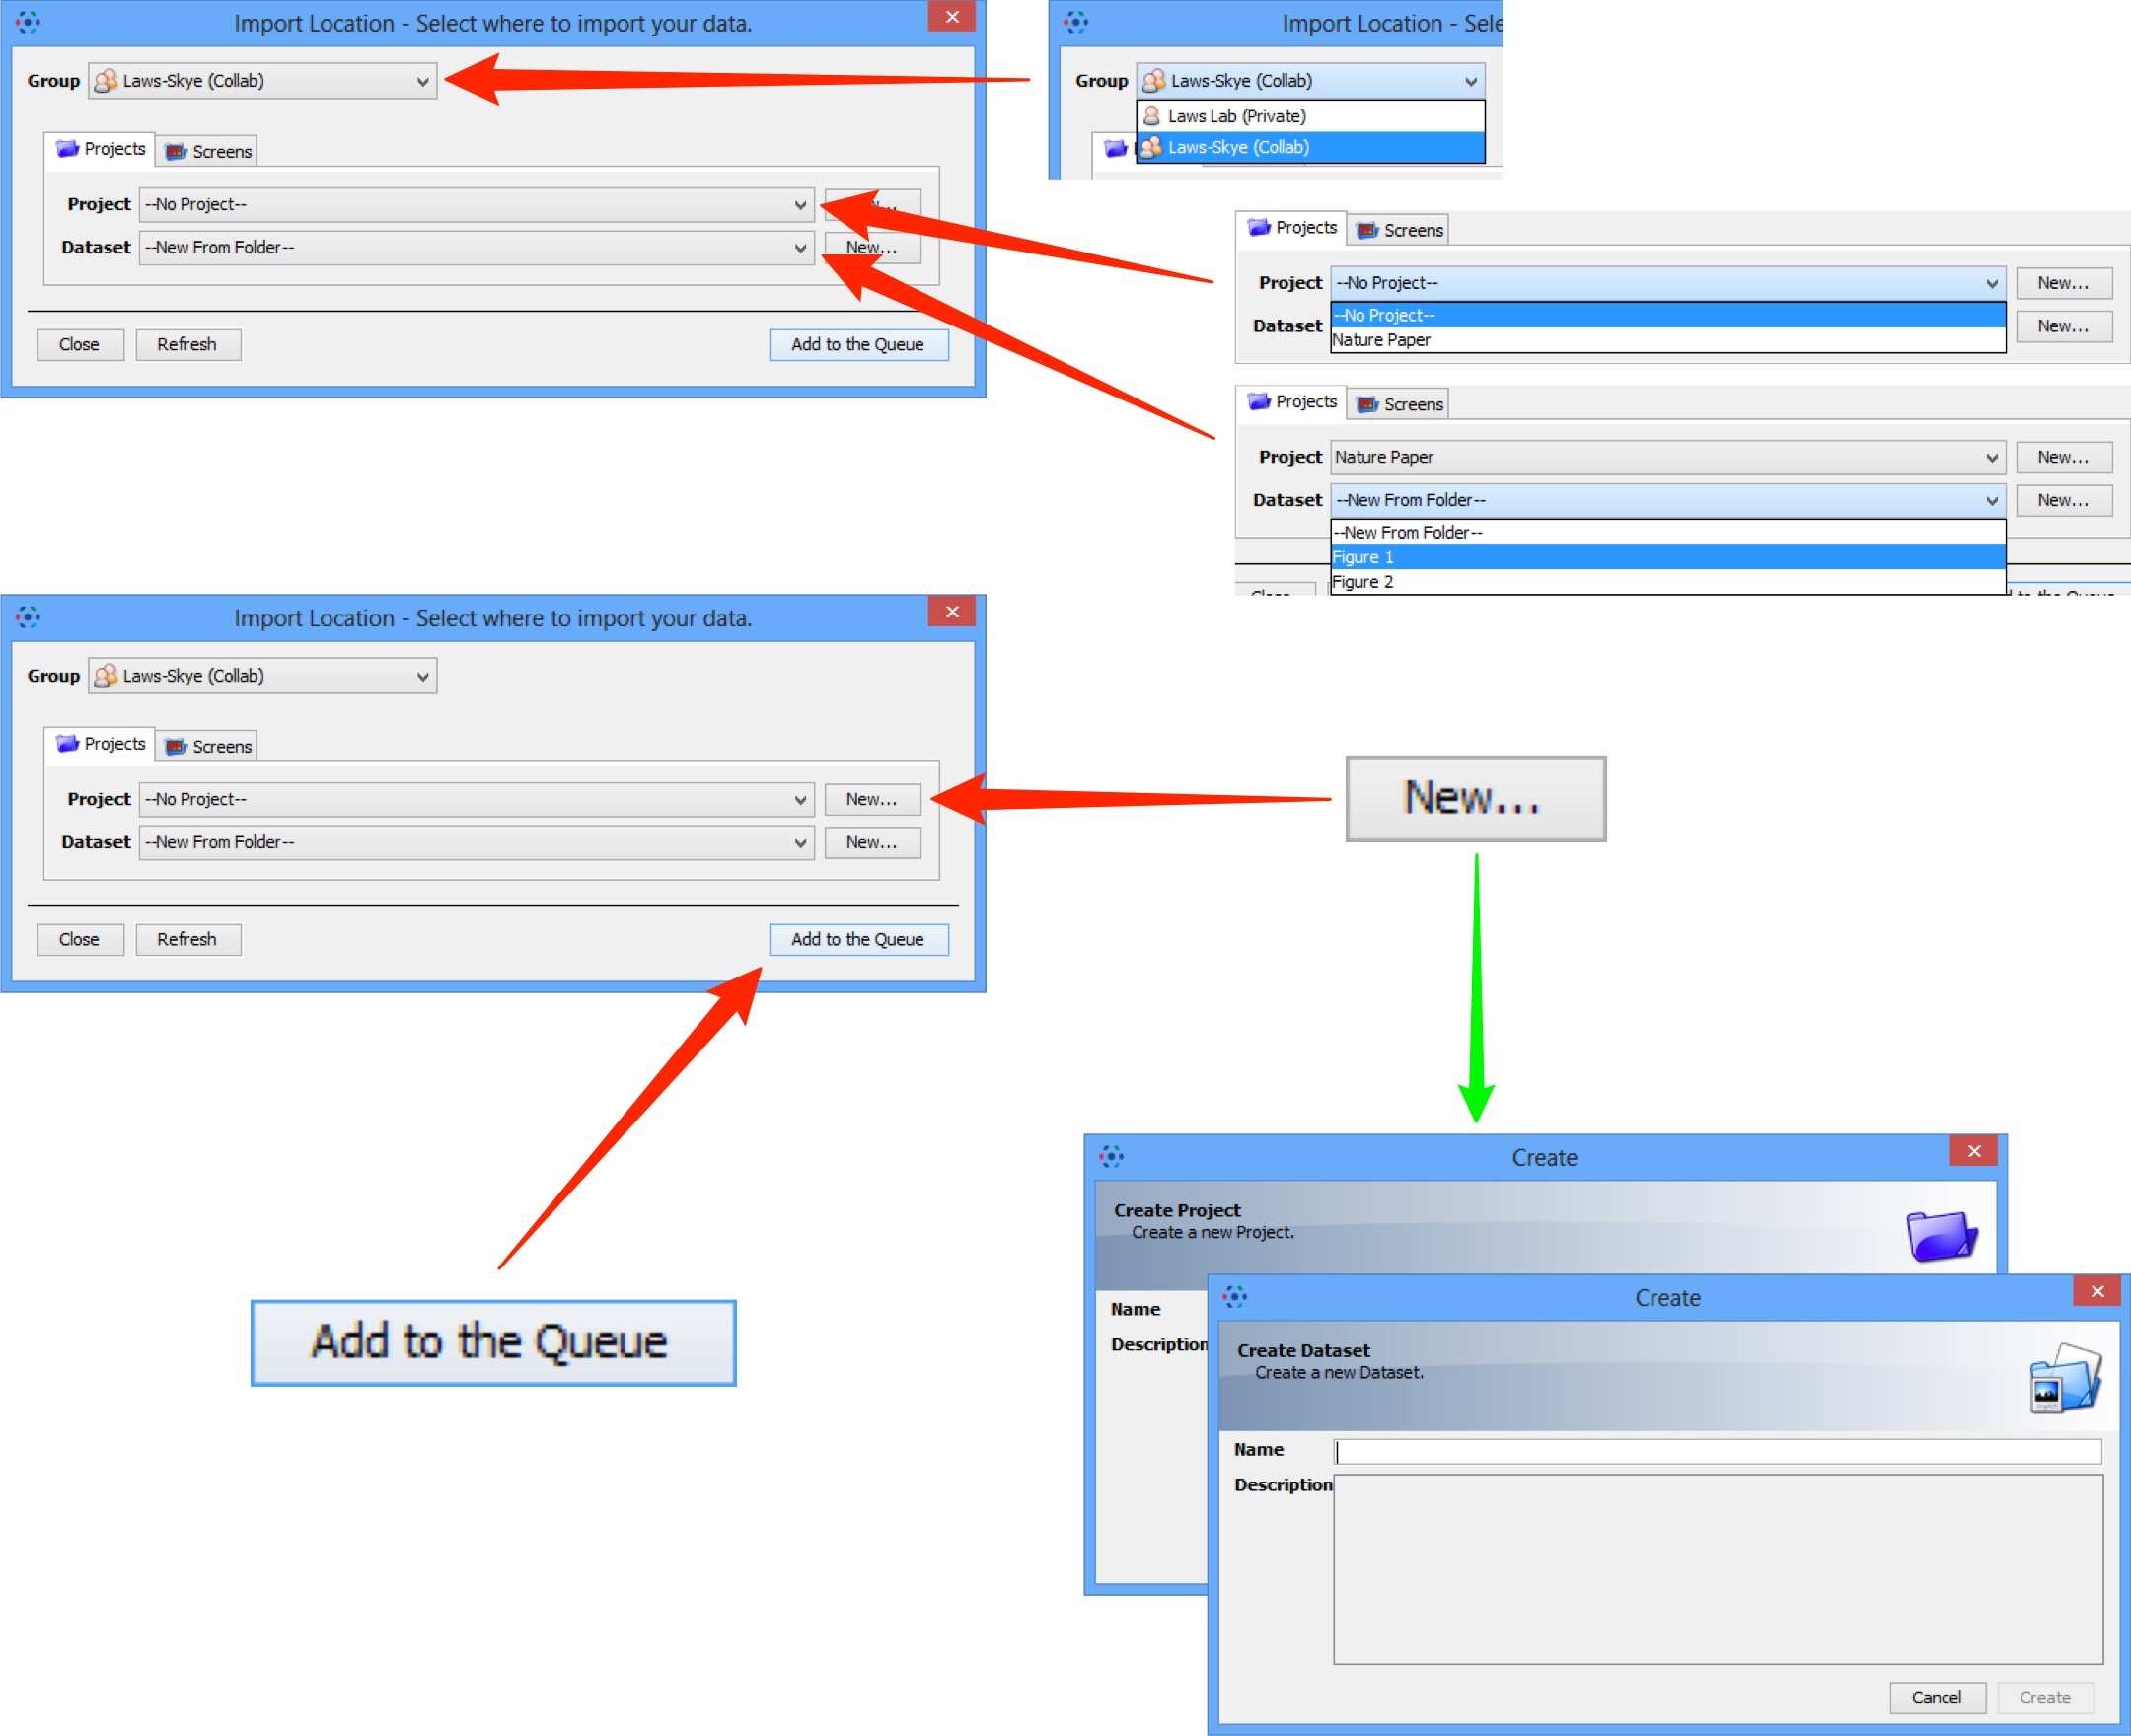 Import Location - Select where to import your data.
Group Laws-Skye (Collab)
Projects Screens
Project --No Project--
Dataset --New From Folder-- New...
Close Refresh Add to the Queue
Import Location - Sele
Group Laws-Skye (Collab)
Laws Lab (Private)
Laws-Skye (Collab)
Projects Screens
Project --No Project-- New...
--No Project--
Dataset New...
Nature Paper
Projects Screens
Project Nature Paper New...
Dataset --New From Folder-- New...
--New From Folder--
Figure 1
Figure 2
Import Location - Select where to import your data.
Group Laws-Skye (Collab)
Projects Screens
Project --No Project-- New...
Dataset --New From Folder-- New...
Close Refresh Add to the Queue
New...
Add to the Queue
Create
Create Project
Create a new Project.
Name
Description
Create
Create Dataset
Create a new Dataset.
Name
Description
Cancel Create